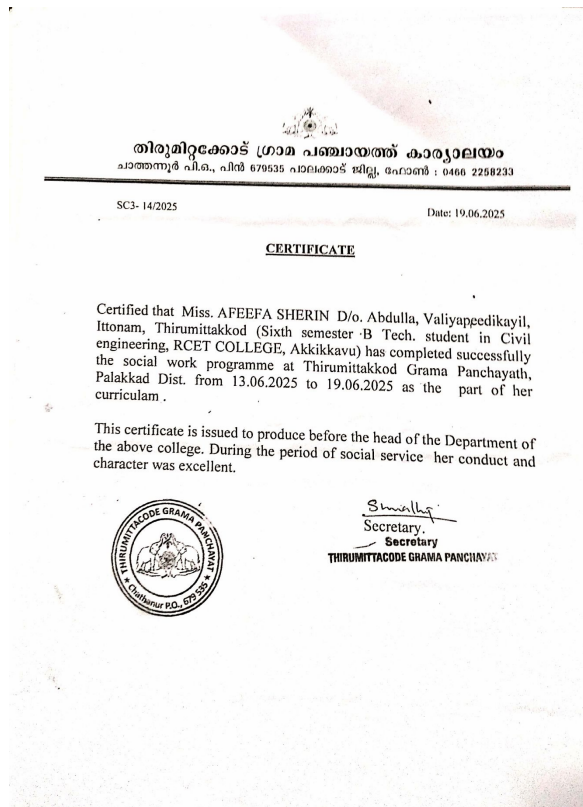 തിരുമിറ്റക്കോട് ഗ്രാമ പഞ്ചായത്ത് കാര്യാലയം
ചാത്തന്നൂർ പി.ഒ., പിൻ 679535 പാലക്കാട് ജില്ല, ഫോൺ : 0466 2258233
SC3- 14/2025
Date: 19.06.2025
CERTIFICATE
Certified that Miss. AFEEFA SHERIN D/o. Abdulla, Valiyappedikayil,
Ittonam, Thirumittakkod (Sixth semester B Tech. student in Civil
engineering, RCET COLLEGE, Akkikkavu) has completed successfully
the social work programme at Thirumittakkod Grama Panchayath,
Palakkad Dist. from 13.06.2025 to 19.06.2025 as the part of her
curriculam .
This certificate is issued to produce before the head of the Department of
the above college. During the period of social service her conduct and
character was excellent.
Secretary.
Secretary
THIRUMITTACODE GRAMA PANCHAYAT
THIRUMITTACODE GRAMA PANCHAYAT
Chathanur P.O., 679 535